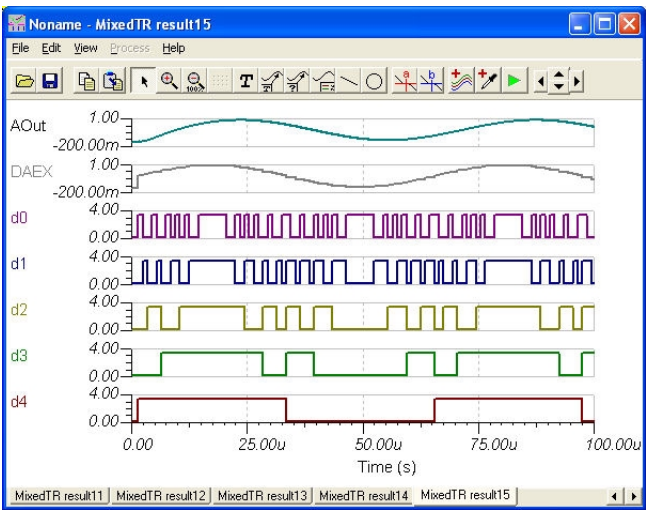 Noname - MixedTR result15
File Edit View Process Help
100%
T
a b
AOut 1.00
-200.00m
DAEX 1.00
-200.00m
d0 4.00
0.00
d1 4.00
0.00
d2 4.00
0.00
d3 4.00
0.00
d4 4.00
0.00
0.00 25.00u 50.00u 75.00u 100.00u
Time (s)
MixedTR result11 MixedTR result12 MixedTR result13 MixedTR result14 MixedTR result15